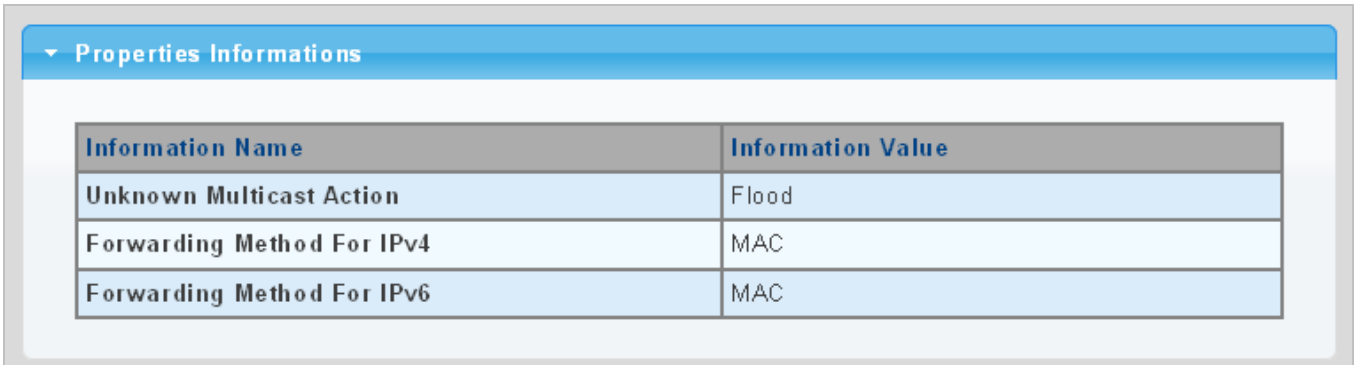 Properties Informations
Information Name Information Value
Unknown Multicast Action Flood
Forwarding Method For IPv4 MAC
Forwarding Method For IPv6 MAC